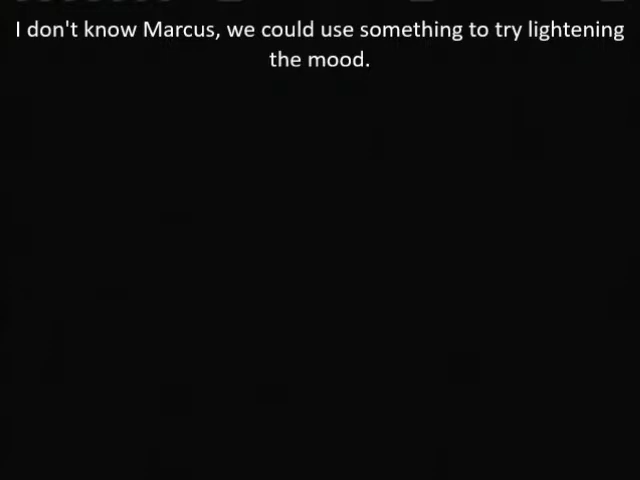 I don't know Marcus, we could use something to try lightening
the mood.